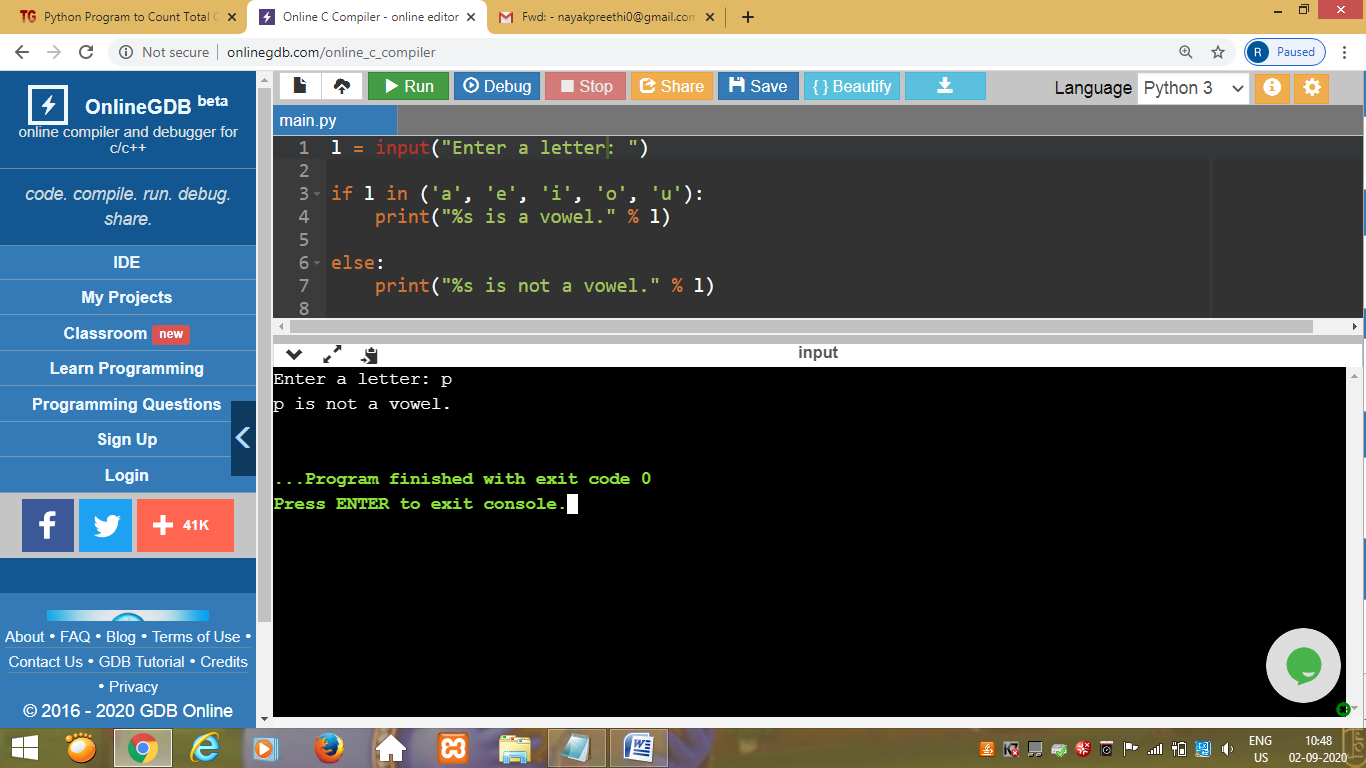 TG Python Program to Count Total C
Online C Compiler - online editor
Fwd: - nayakpreethi0@gmail.com
Not secure | onlinegdb.com/online_c_compiler
R Paused
OnlineGDB beta
online compiler and debugger for
c/c++
code. compile. run. debug.
share.
IDE
My Projects
Classroom new
Learn Programming
Programming Questions
Sign Up
Login
f + 41K
About • FAQ • Blog • Terms of Use •
Contact Us • GDB Tutorial • Credits
• Privacy
© 2016 - 2020 GDB Online
Run Debug Stop Share Save { } Beautify Language Python 3
main.py
1 l = input("Enter a letter: ")
2
3 if l in ('a', 'e', 'i', 'o', 'u'):
4     print("%s is a vowel." % l)
5
6 else:
7     print("%s is not a vowel." % l)
8
input
Enter a letter: p
p is not a vowel.
...Program finished with exit code 0
Press ENTER to exit console.
ENG 10:48
US 02-09-2020